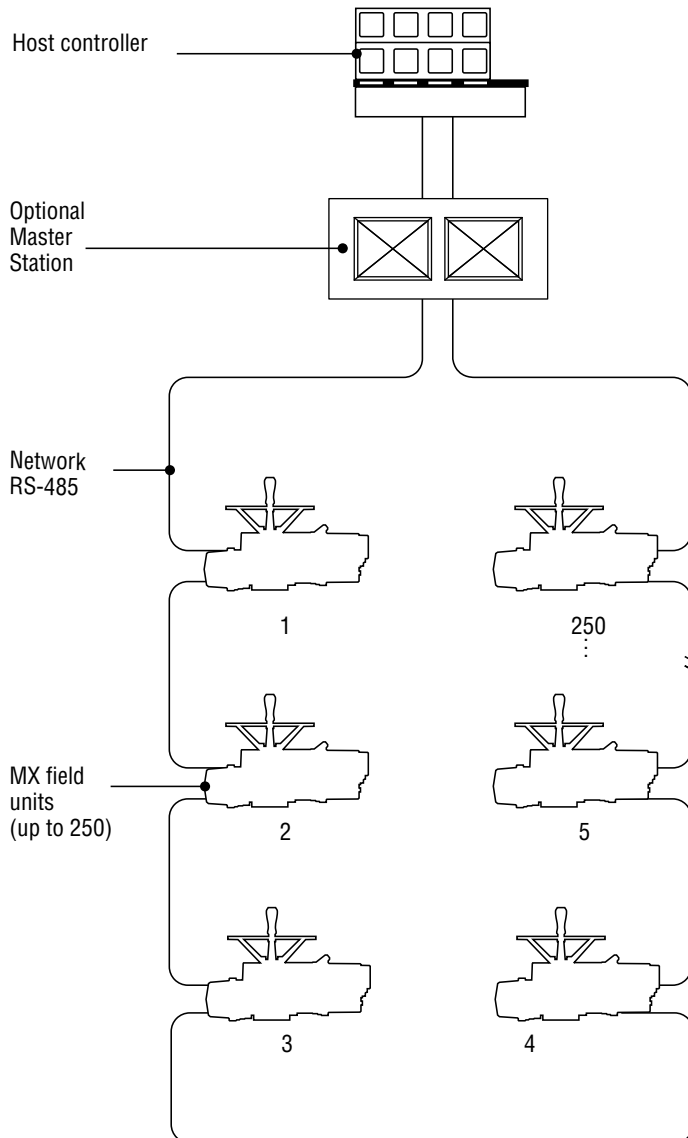 Host controller
Optional
Master
Station
Network
RS-485
1
250
MX field
units
(up to 250)
2
5
3
4